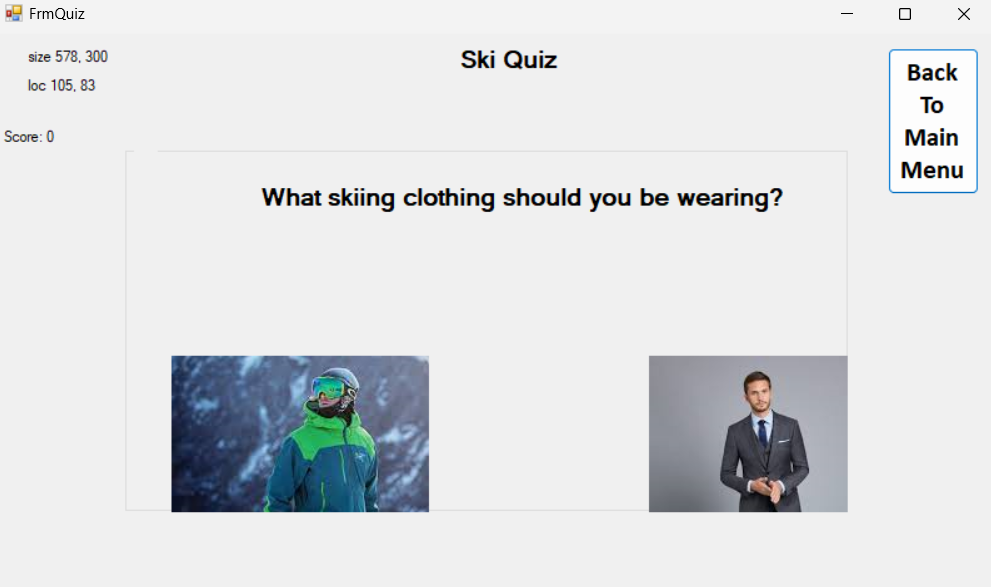 FrmQuiz
size 578, 300
Ski Quiz
loc 105, 83
Back
To
Main
Menu
Score: 0
What skiing clothing should you be wearing?